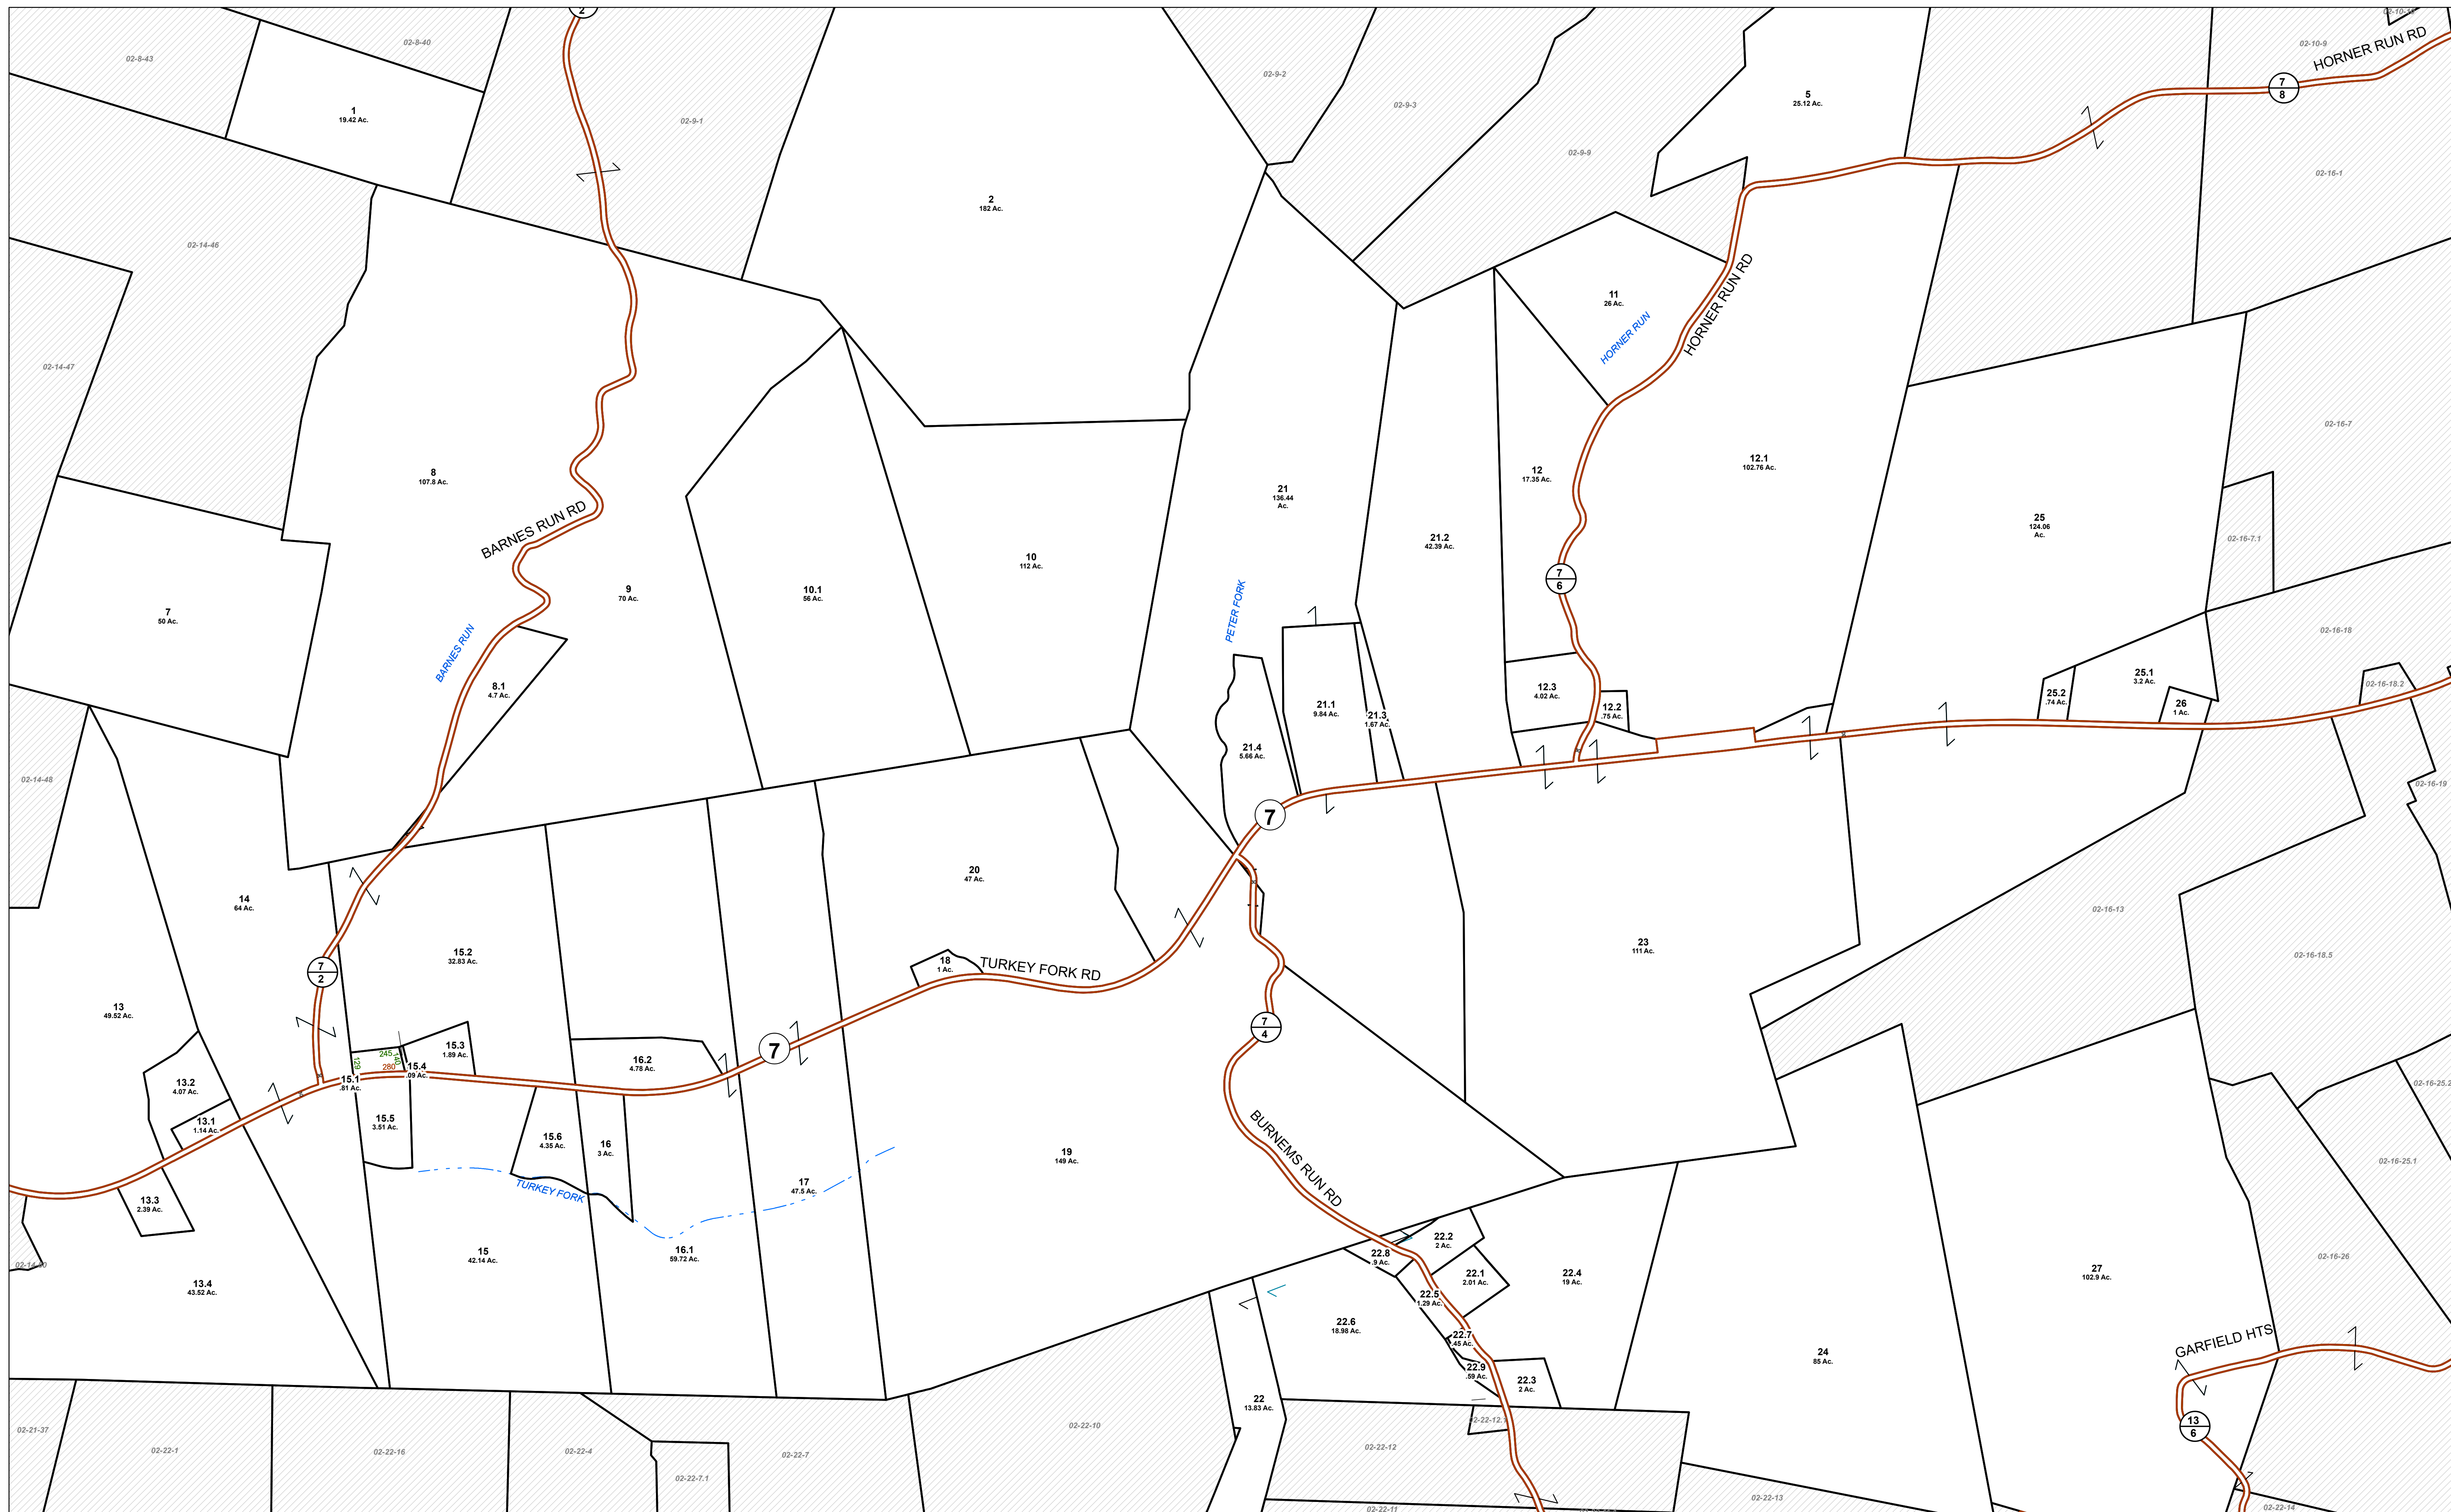 2
02-8-43
02-8-40
1
19.42 Ac.
02-9-1
2
182 Ac.
02-9-2
02-9-3
02-9-9
5
25.12 Ac.
02-10-9
HORNER RUN RD
7
8
02-16-1
02-14-46
02-14-47
8
107.8 Ac.
BARNES RUN RD
BARNES RUN
7
50 Ac.
8.1
4.7 Ac.
9
70 Ac.
10.1
56 Ac.
10
112 Ac.
21
136.44
Ac.
PETER FORK
21.2
42.39 Ac.
11
26 Ac.
HORNER RUN
HORNER RUN RD
12
17.35 Ac.
12.1
102.76 Ac.
7
6
25
124.06
Ac.
02-16-7
02-16-7.1
02-16-18
25.1
3.2 Ac.
25.2
.74 Ac.
26
1 Ac.
02-16-18.2
02-16-19
12.3
4.02 Ac.
12.2
.75 Ac.
21.1
9.84 Ac.
21.3
1.67 Ac.
21.4
5.66 Ac.
7
02-14-48
14
64 Ac.
13
49.52 Ac.
7
2
15.2
32.83 Ac.
20
47 Ac.
18
1 Ac.
TURKEY FORK RD
23
111 Ac.
02-16-13
02-16-18.5
7
4
7
16.2
4.78 Ac.
15.3
1.89 Ac.
15.4
.09 Ac.
245
140
129
280
15.1
.81 Ac.
13.2
4.07 Ac.
13.1
1.14 Ac.
15.5
3.51 Ac.
15.6
4.35 Ac.
16
3 Ac.
TURKEY FORK
17
47.5 Ac.
19
149 Ac.
BURNEMS RUN RD
13.3
2.39 Ac.
13.4
43.52 Ac.
15
42.14 Ac.
16.1
59.72 Ac.
22.2
2 Ac.
22.8
.9 Ac.
22.1
2.01 Ac.
22.5
1.29 Ac.
22.4
19 Ac.
22.6
18.98 Ac.
22.7
.45 Ac.
22.9
.59 Ac.
22.3
2 Ac.
22
13.83 Ac.
24
85 Ac.
27
102.9 Ac.
02-16-25.2
02-16-25.1
02-16-26
GARFIELD HTS
13
6
02-21-37
02-22-1
02-22-16
02-22-4
02-22-7.1
02-22-7
02-22-10
02-22-12
02-22-11
02-22-13
02-22-14